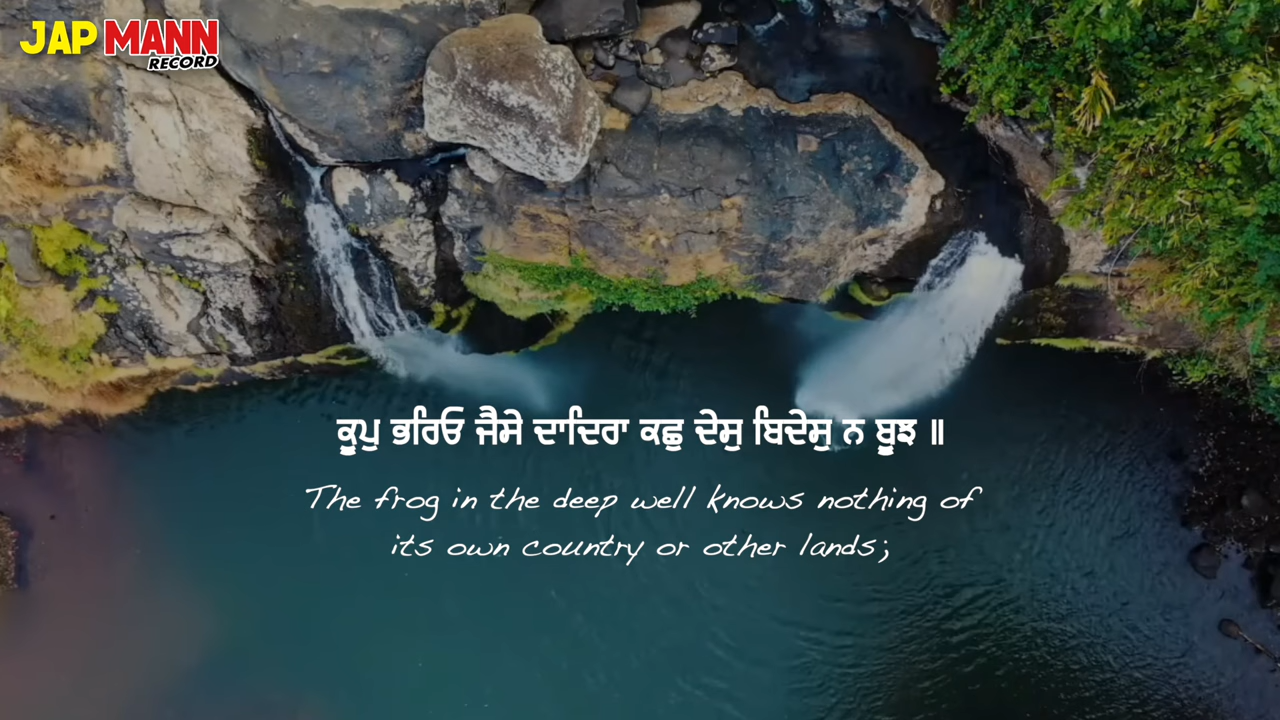 JAP MANN
RECORD
ਕੂਪੁ ਭਰਿਓ ਜੈਸੇ ਦਾਦਿਰਾ ਕਛੁ ਦੇਸੁ ਬਿਦੇਸੁ ਨ ਬੂਝ ॥
The frog in the deep well knows nothing of
its own country or other lands;